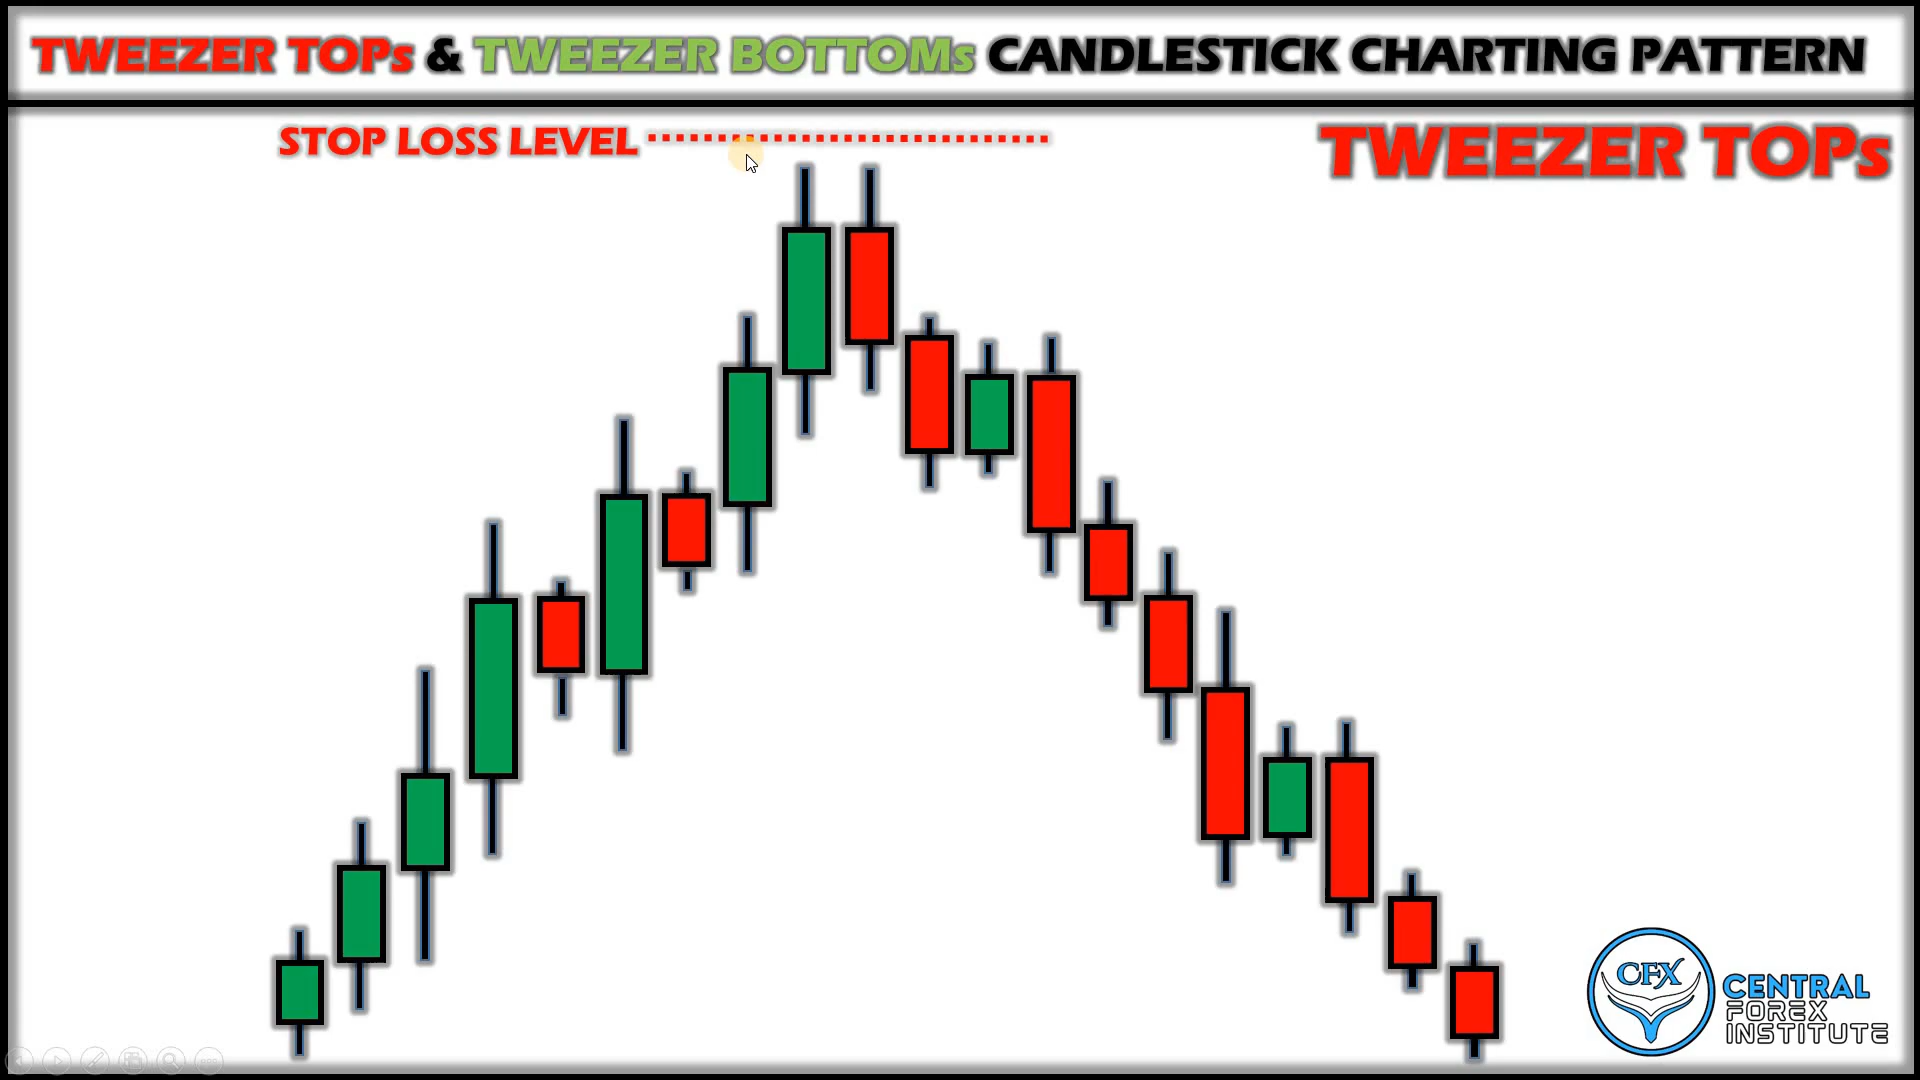 TWEEZER TOPs & TWEEZER BOTTOMs CANDLESTICK CHARTING PATTERN
STOP LOSS LEVEL
TWEEZER TOPs
CFX
CENTRAL
FOREX
INSTITUTE